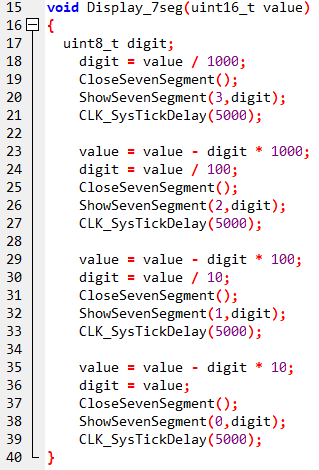 15 void Display_7seg(uint16_t value)
16 {
17 uint8_t digit;
18 digit = value / 1000;
19 CloseSevenSegment();
20 ShowSevenSegment(3,digit);
21 CLK_SysTickDelay(5000);
22
23 value = value - digit * 1000;
24 digit = value / 100;
25 CloseSevenSegment();
26 ShowSevenSegment(2,digit);
27 CLK_SysTickDelay(5000);
28
29 value = value - digit * 100;
30 digit = value / 10;
31 CloseSevenSegment();
32 ShowSevenSegment(1,digit);
33 CLK_SysTickDelay(5000);
34
35 value = value - digit * 10;
36 digit = value;
37 CloseSevenSegment();
38 ShowSevenSegment(0,digit);
39 CLK_SysTickDelay(5000);
40 }